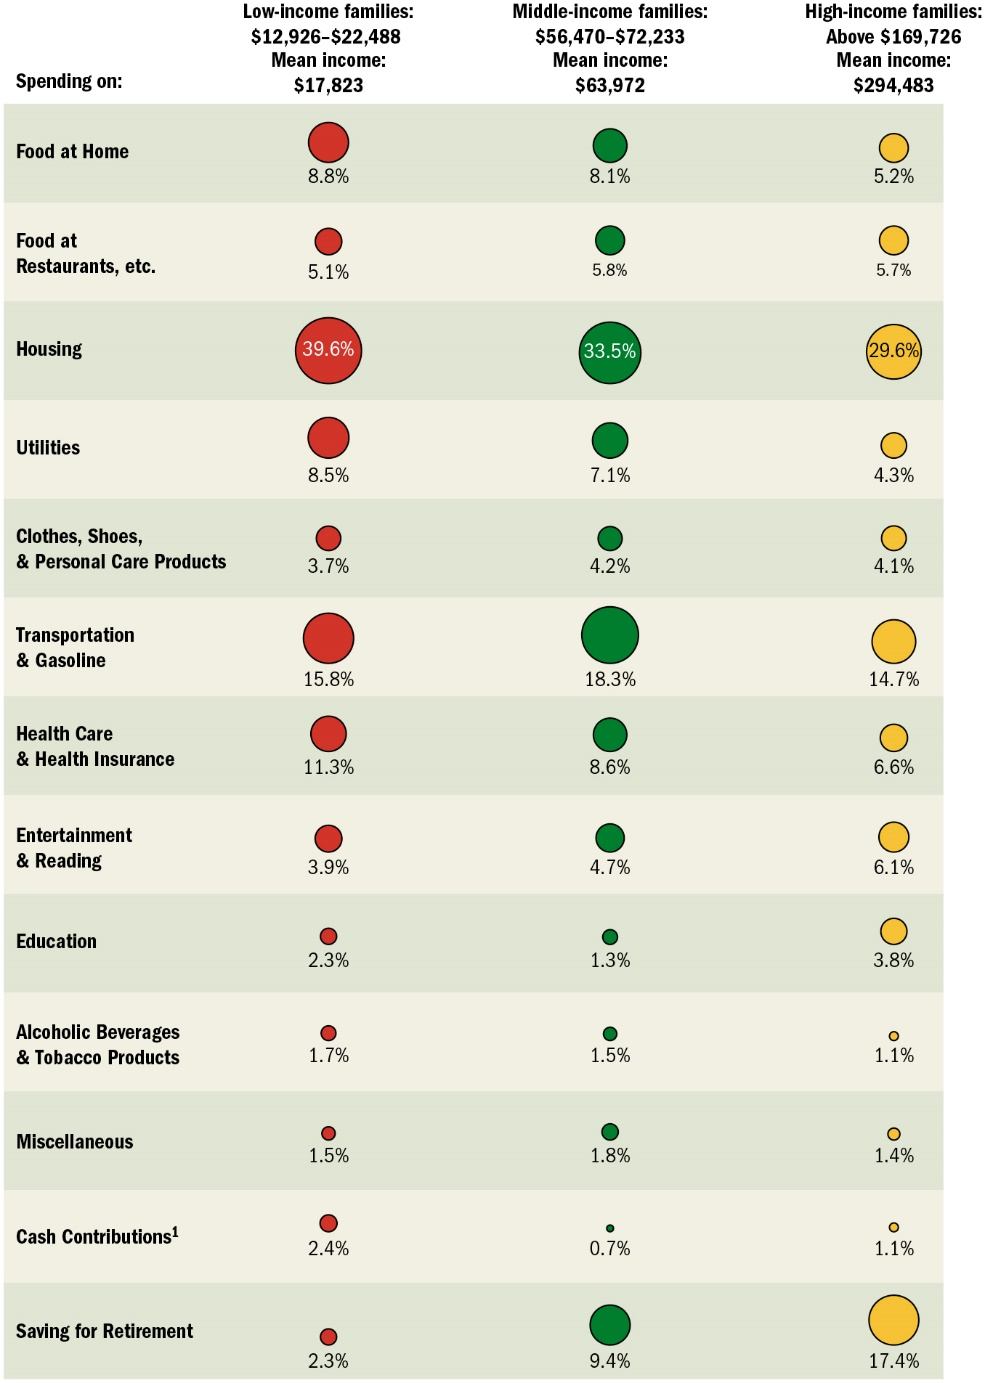 Low-income families:
$12,926–$22,488
Mean income:
$17,823
Middle-income families:
$56,470–$72,233
Mean income:
$63,972
High-income families:
Above $169,726
Mean income:
$294,483
Spending on:
Food at Home
8.8%
8.1%
5.2%
Food at
Restaurants, etc.
5.1%
5.8%
5.7%
Housing
39.6%
33.5%
29.6%
Utilities
8.5%
7.1%
4.3%
Clothes, Shoes,
& Personal Care Products
3.7%
4.2%
4.1%
Transportation
& Gasoline
15.8%
18.3%
14.7%
Health Care
& Health Insurance
11.3%
8.6%
6.6%
Entertainment
& Reading
3.9%
4.7%
6.1%
Education
2.3%
1.3%
3.8%
Alcoholic Beverages
& Tobacco Products
1.7%
1.5%
1.1%
Miscellaneous
1.5%
1.8%
1.4%
Cash Contributions¹
2.4%
0.7%
1.1%
Saving for Retirement
2.3%
9.4%
17.4%